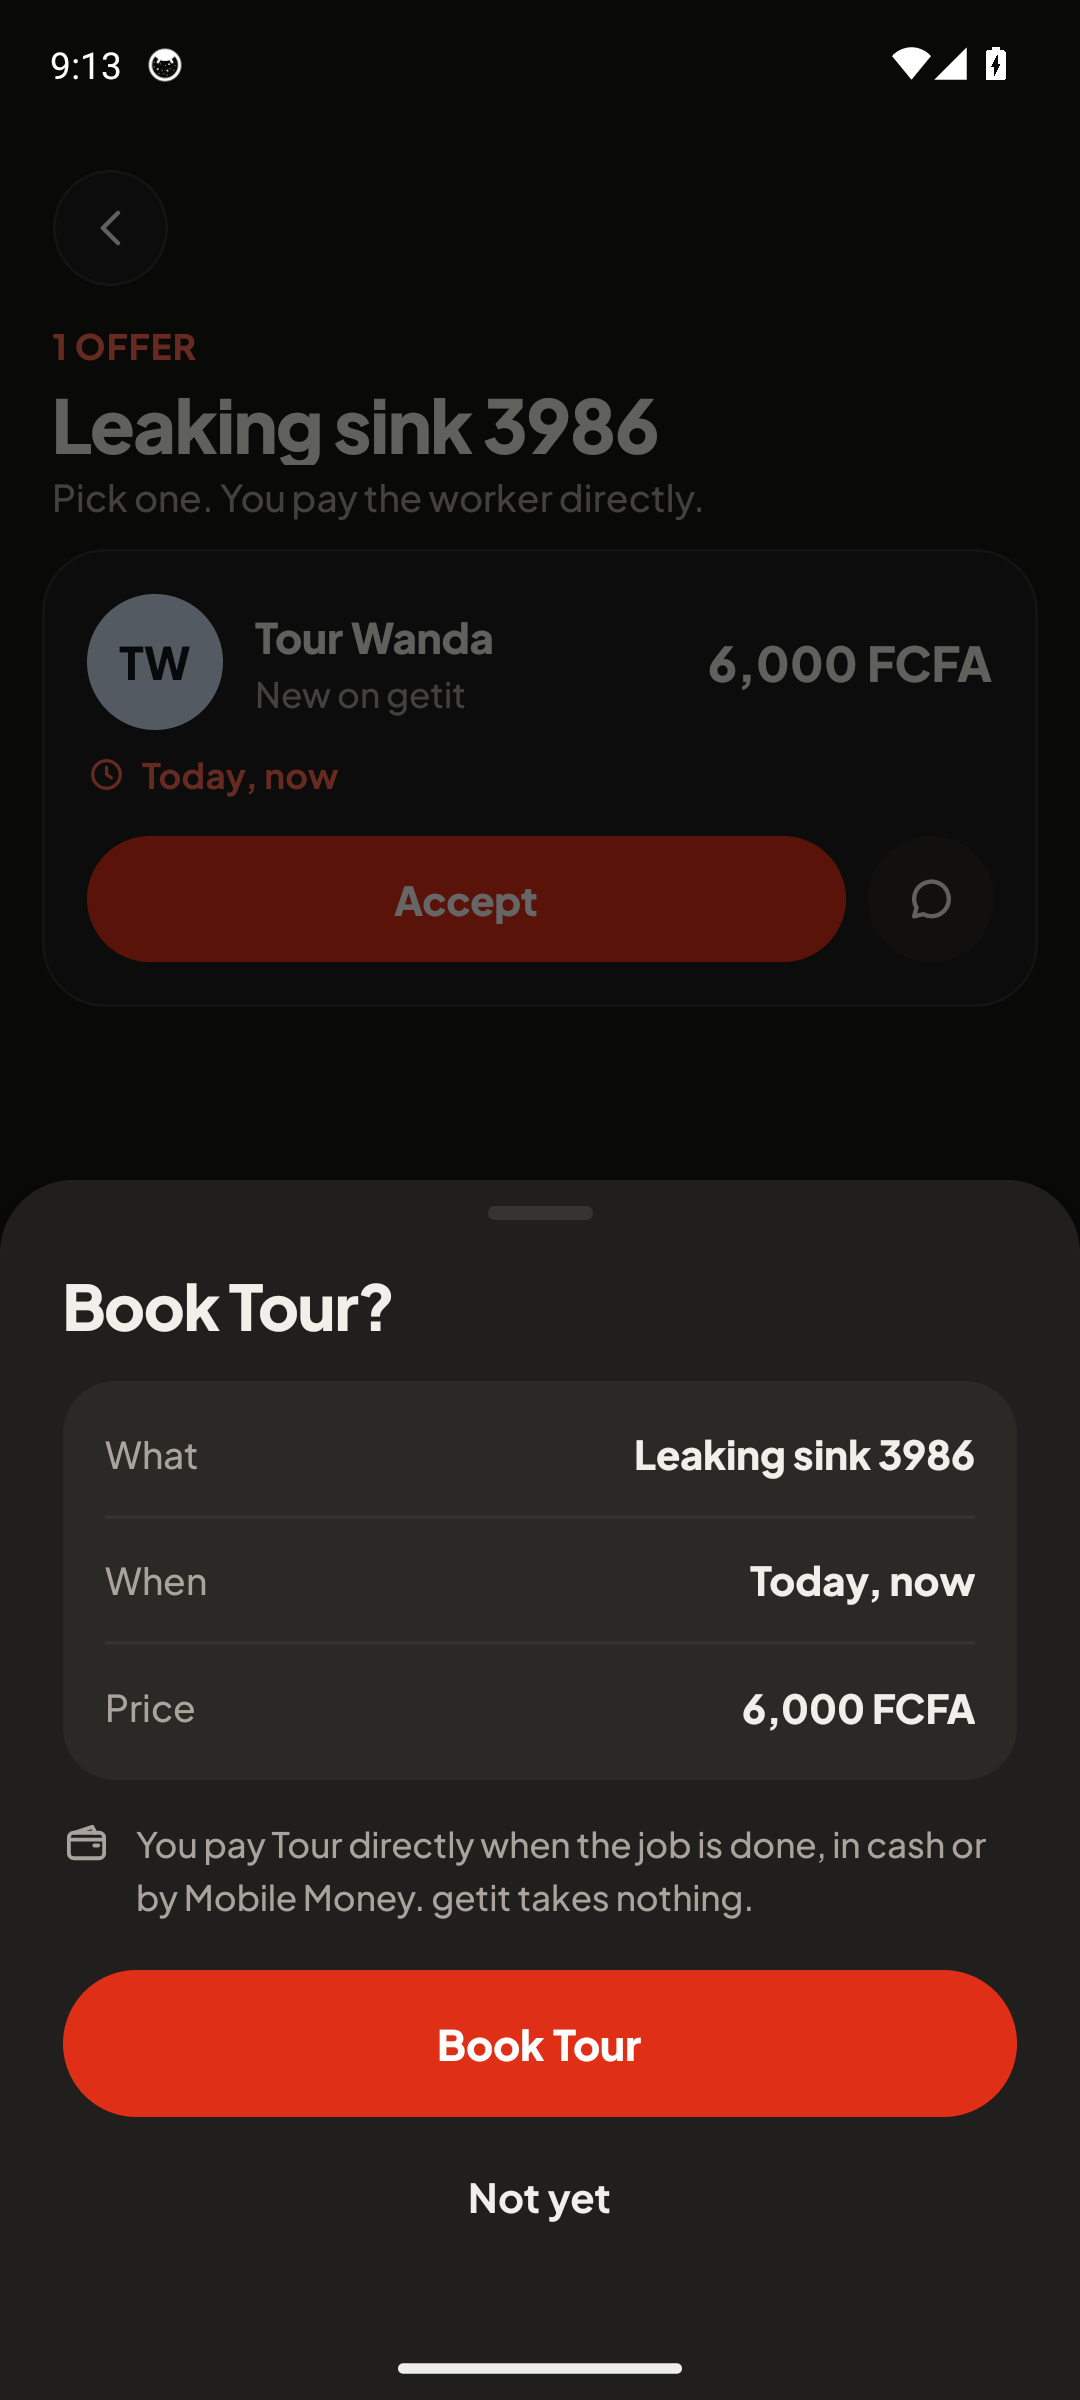 9:13
1 OFFER
Leaking sink 3986
Pick one. You pay the worker directly.
TW
Tour Wanda
New on getit
6,000 FCFA
Today, now
Accept
Book Tour?
What
Leaking sink 3986
When
Today, now
Price
6,000 FCFA
You pay Tour directly when the job is done, in cash or
by Mobile Money. getit takes nothing.
Book Tour
Not yet